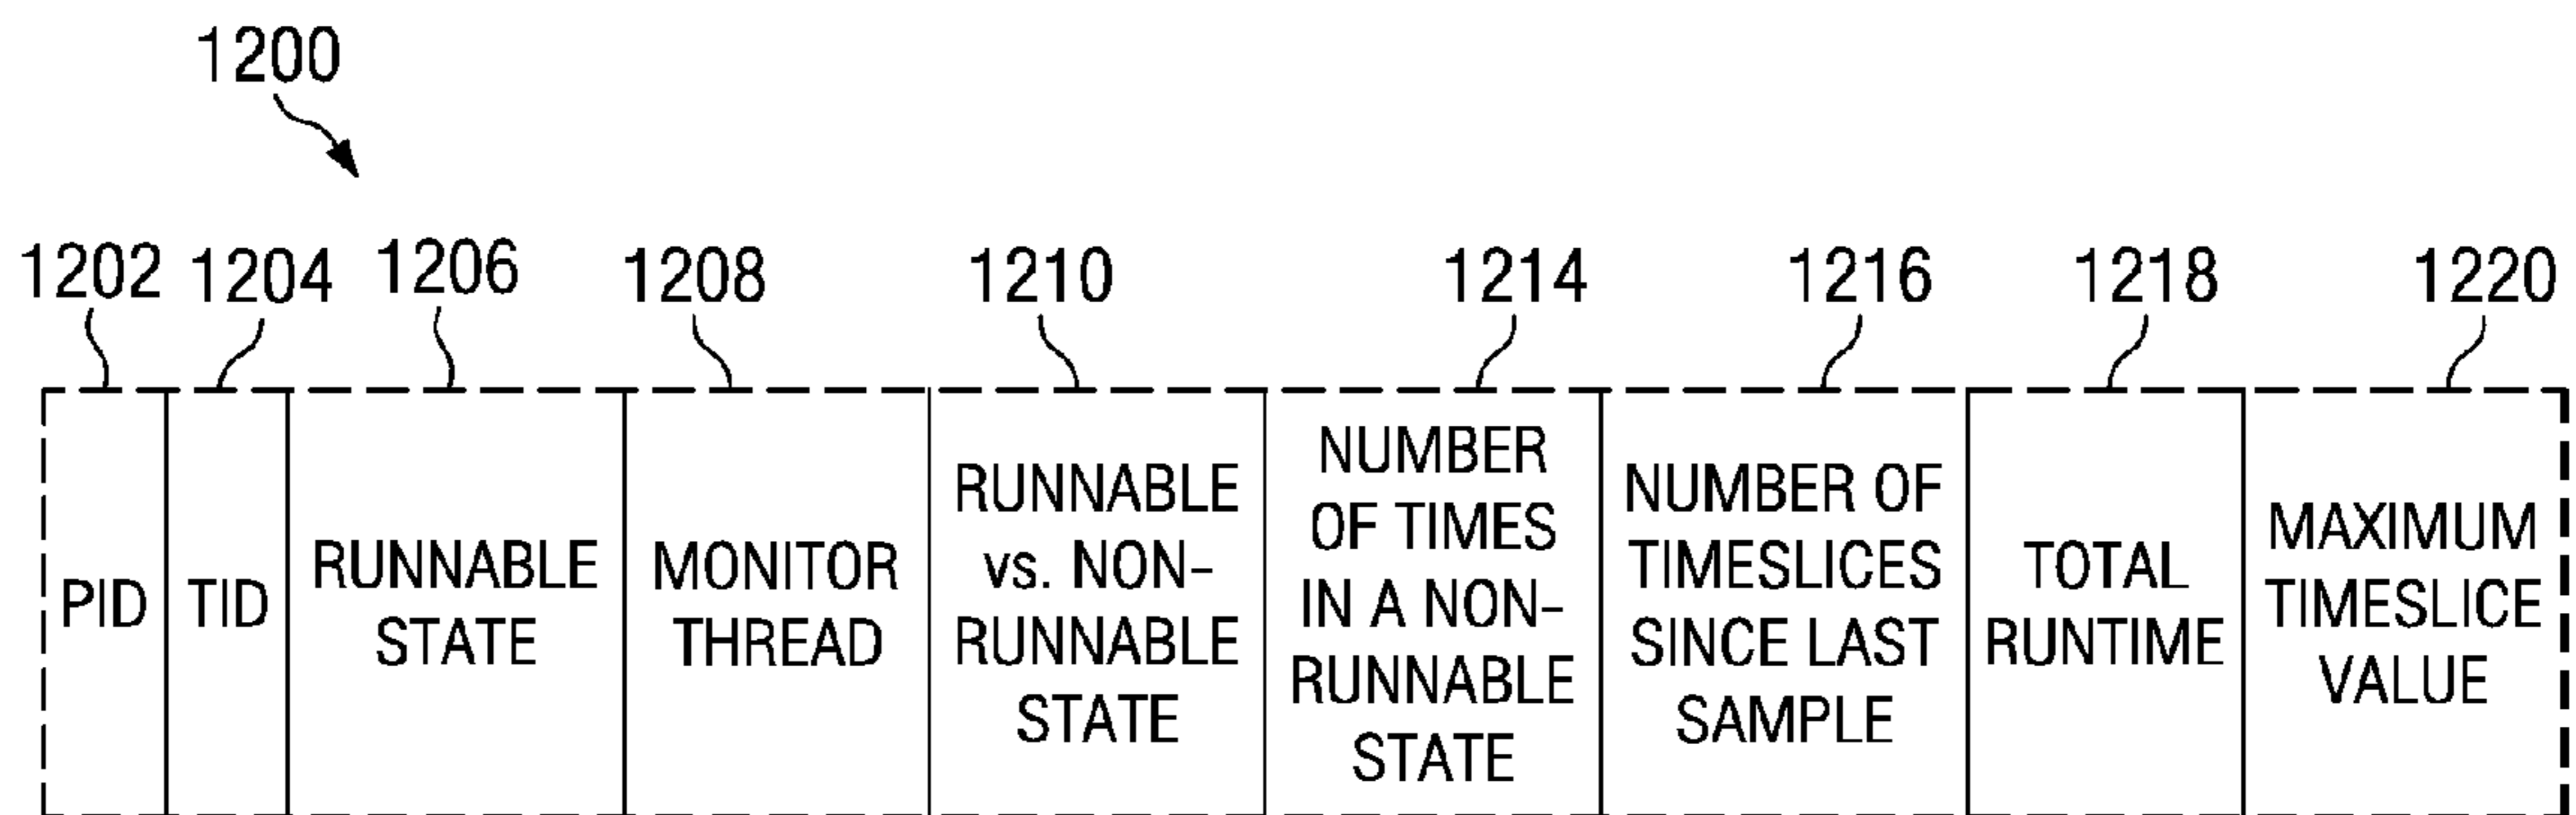 1200
1202 1204 1206 1208 1210 1214 1216 1218 1220
PID
TID
RUNNABLE
STATE
MONITOR
THREAD
RUNNABLE
vs. NON-
RUNNABLE
STATE
NUMBER
OF TIMES
IN A NON-
RUNNABLE
STATE
NUMBER OF
TIMESLICES
SINCE LAST
SAMPLE
TOTAL
RUNTIME
MAXIMUM
TIMESLICE
VALUE